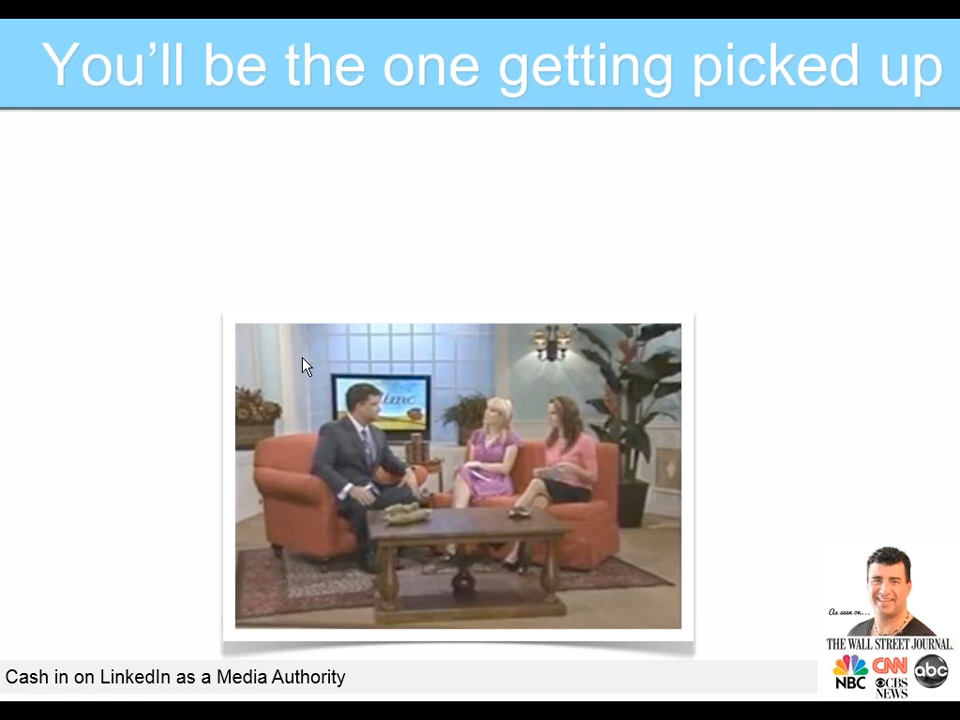 You’ll be the one getting picked up
As seen on...
THE WALL STREET JOURNAL.
Cash in on LinkedIn as a Media Authority
NBC
CNN
CBS
NEWS
abc